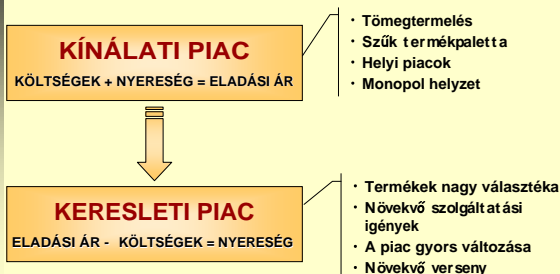 KÍNÁLATI PIAC
KÖLTSÉGEK + NYERESÉG = ELADÁSI ÁR
• Tömegtermelés
• Szűk termékpaletta
• Helyi piacok
• Monopol helyzet
KERESLETI PIAC
ELADÁSI ÁR - KÖLTSÉGEK = NYERESÉG
• Termékek nagy választéka
• Növekvő szolgáltatási
igények
• A piac gyors változása
• Növekvő verseny